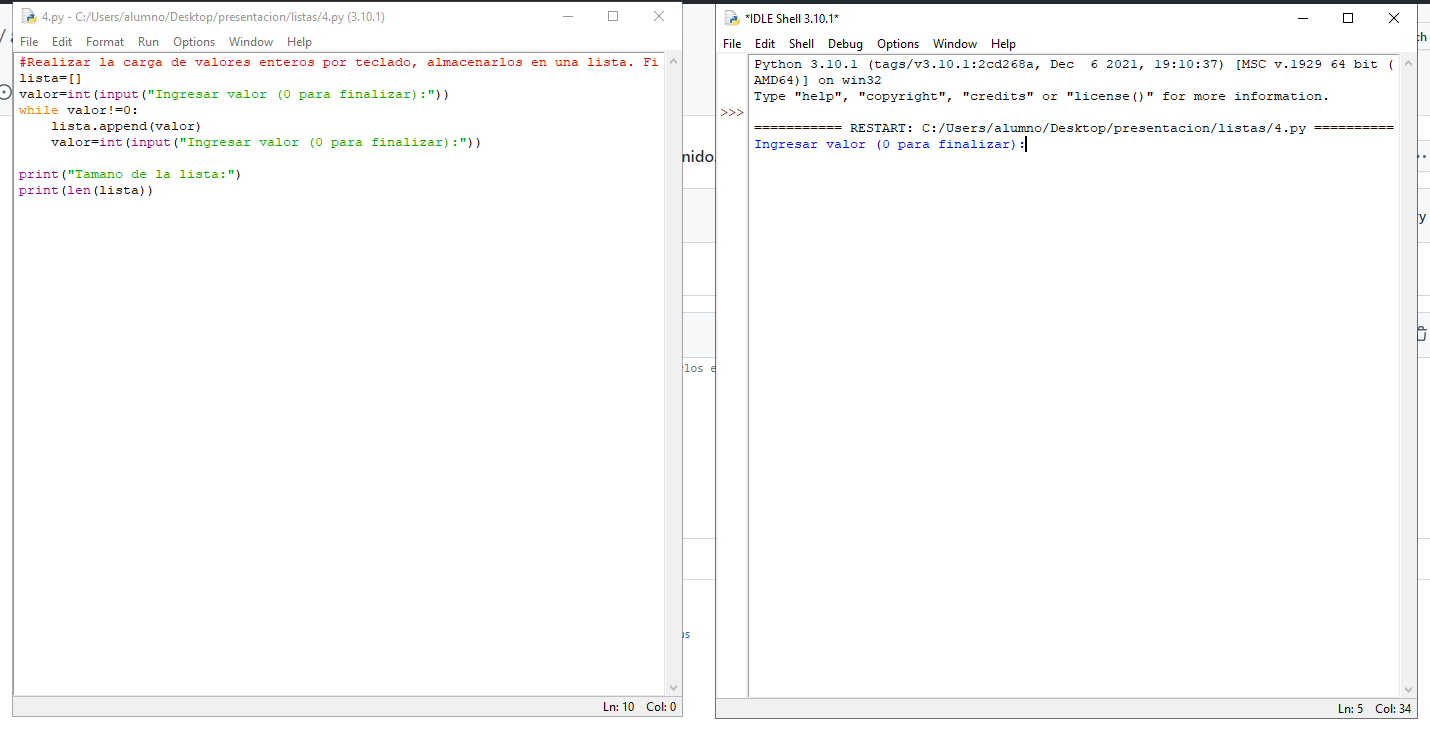 4.py - C:/Users/alumno/Desktop/presentacion/listas/4.py (3.10.1)
File Edit Format Run Options Window Help
#Realizar la carga de valores enteros por teclado, almacenarlos en una lista. Fi
lista=[]
valor=int(input("Ingresar valor (0 para finalizar):"))
while valor!=0:
    lista.append(valor)
    valor=int(input("Ingresar valor (0 para finalizar):"))
print("Tamano de la lista:")
print(len(lista))
Ln: 10 Col: 0
nido.
rlos e
us
*IDLE Shell 3.10.1*
File Edit Shell Debug Options Window Help
Python 3.10.1 (tags/v3.10.1:2cd268a, Dec  6 2021, 19:10:37) [MSC v.1929 64 bit (
AMD64)] on win32
Type "help", "copyright", "credits" or "license()" for more information.
>>>
=========== RESTART: C:/Users/alumno/Desktop/presentacion/listas/4.py ==========
Ingresar valor (0 para finalizar):
Ln: 5 Col: 34
ch
ry